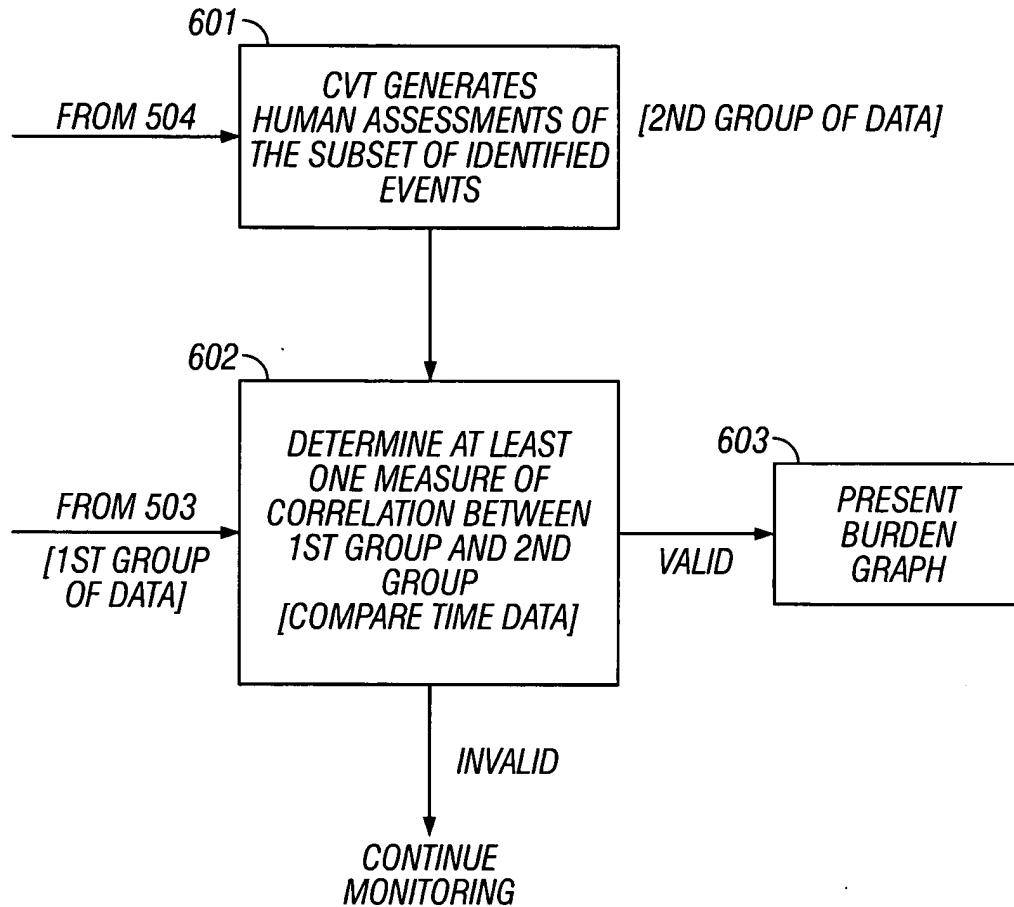 601
CVT GENERATES
HUMAN ASSESSMENTS OF
THE SUBSET OF IDENTIFIED
EVENTS
FROM 504
[2ND GROUP OF DATA]
602
DETERMINE AT LEAST
ONE MEASURE OF
CORRELATION BETWEEN
1ST GROUP AND 2ND
GROUP
[COMPARE TIME DATA]
FROM 503
[1ST GROUP
OF DATA]
VALID
603
PRESENT
BURDEN
GRAPH
INVALID
CONTINUE
MONITORING